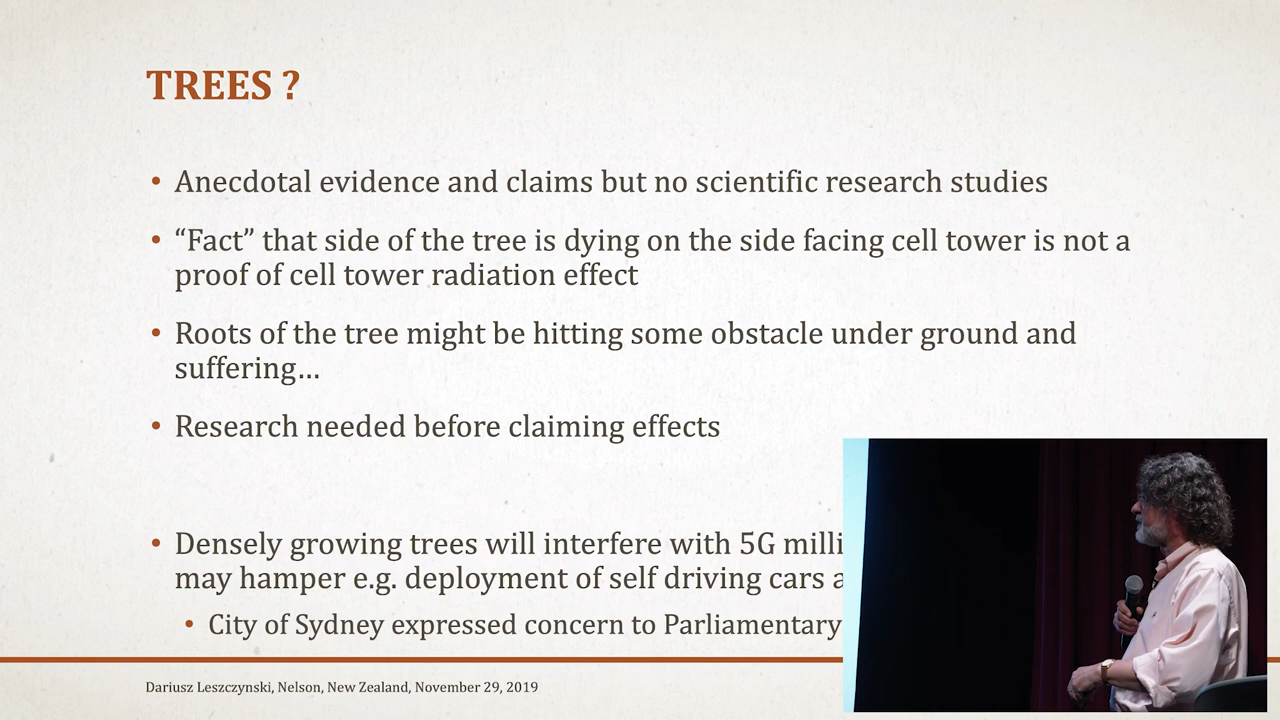 TREES ?
• Anecdotal evidence and claims but no scientific research studies
• “Fact” that side of the tree is dying on the side facing cell tower is not a
proof of cell tower radiation effect
• Roots of the tree might be hitting some obstacle under ground and
suffering…
• Research needed before claiming effects
• Densely growing trees will interfere with 5G milli
may hamper e.g. deployment of self driving cars a
• City of Sydney expressed concern to Parliamentary
Dariusz Leszczynski, Nelson, New Zealand, November 29, 2019